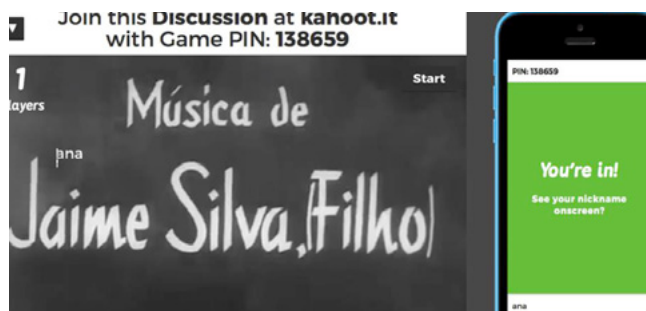 Join this Discussion at kahoot.it
with Game PIN: 138659
1
layers
Start
Música de
ana
Jaime Silva, (Filho)
PIN: 138659
You're in!
See your nickname
onscreen?
ana